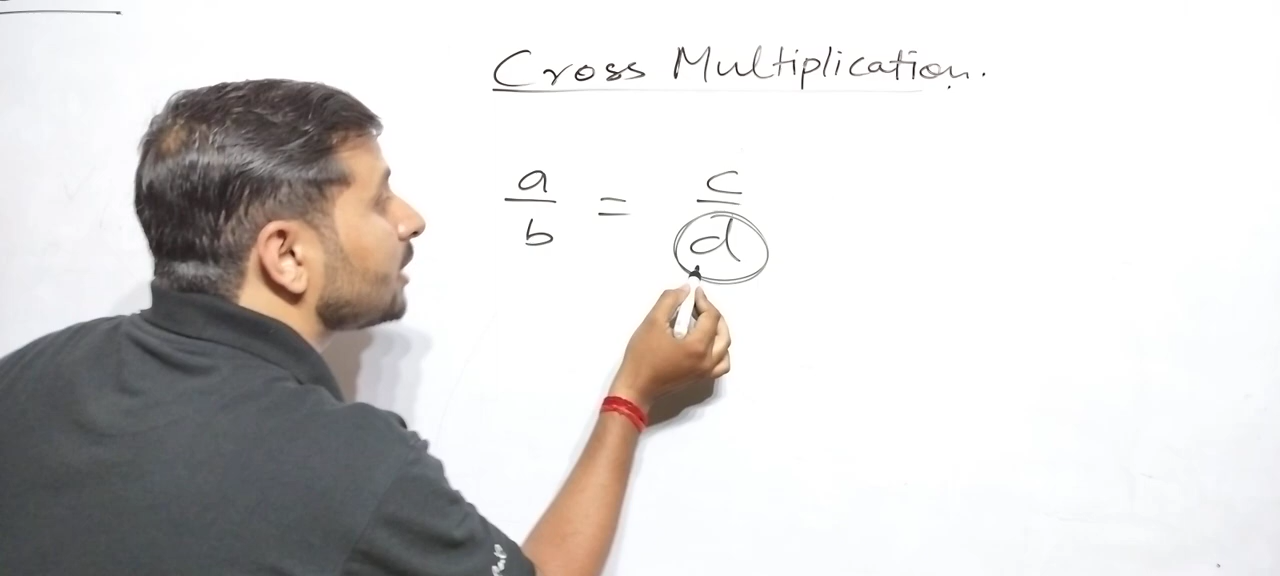 Cross Multiplication.
a/b = c/d